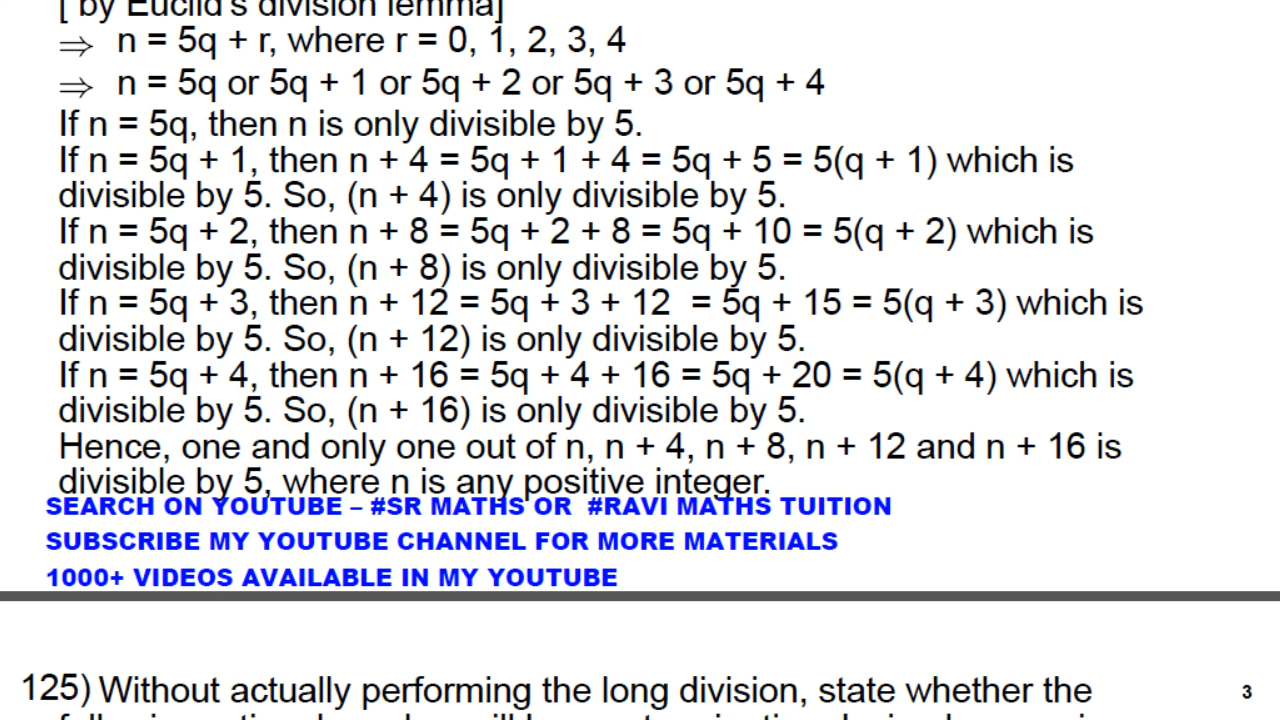 [ by Euclid's division lemma]
⇒ n = 5q + r, where r = 0, 1, 2, 3, 4
⇒ n = 5q or 5q + 1 or 5q + 2 or 5q + 3 or 5q + 4
If n = 5q, then n is only divisible by 5.
If n = 5q + 1, then n + 4 = 5q + 1 + 4 = 5q + 5 = 5(q + 1) which is
divisible by 5. So, (n + 4) is only divisible by 5.
If n = 5q + 2, then n + 8 = 5q + 2 + 8 = 5q + 10 = 5(q + 2) which is
divisible by 5. So, (n + 8) is only divisible by 5.
If n = 5q + 3, then n + 12 = 5q + 3 + 12 = 5q + 15 = 5(q + 3) which is
divisible by 5. So, (n + 12) is only divisible by 5.
If n = 5q + 4, then n + 16 = 5q + 4 + 16 = 5q + 20 = 5(q + 4) which is
divisible by 5. So, (n + 16) is only divisible by 5.
Hence, one and only one out of n, n + 4, n + 8, n + 12 and n + 16 is
divisible by 5, where n is any positive integer.
SEARCH ON YOUTUBE – #SR MATHS OR #RAVI MATHS TUITION
SUBSCRIBE MY YOUTUBE CHANNEL FOR MORE MATERIALS
1000+ VIDEOS AVAILABLE IN MY YOUTUBE
125) Without actually performing the long division, state whether the
3